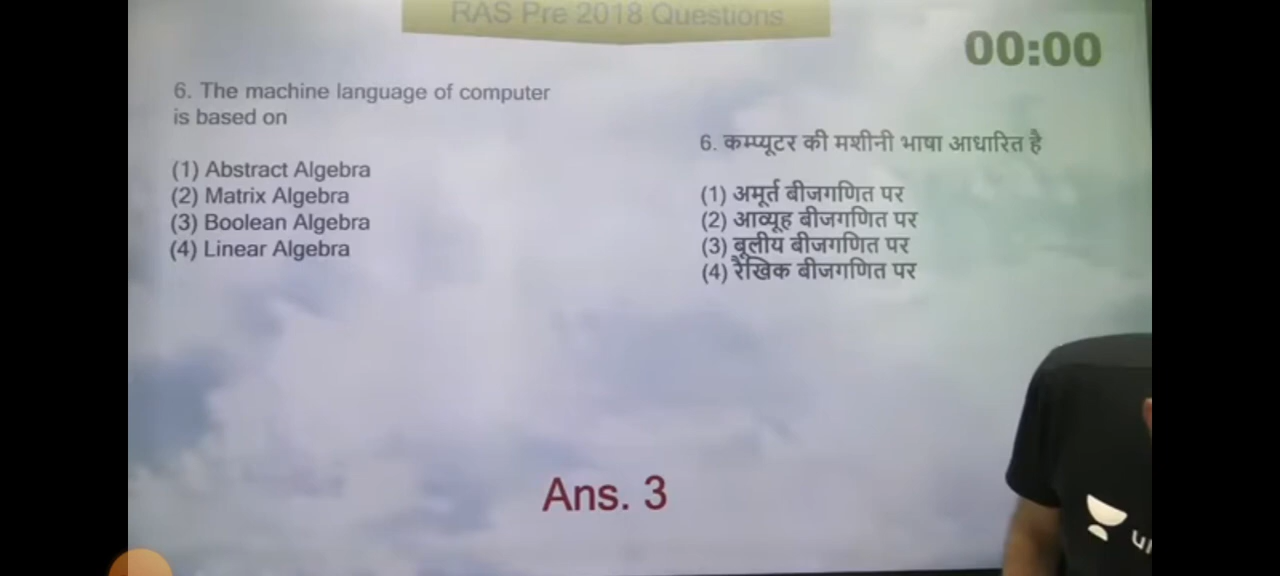 RAS Pre 2018 Questions
00:00
6. The machine language of computer
is based on
(1) Abstract Algebra
(2) Matrix Algebra
(3) Boolean Algebra
(4) Linear Algebra
6. कम्प्यूटर की मशीनी भाषा आधारित है
(1) अमूर्त बीजगणित पर
(2) आव्यूह बीजगणित पर
(3) बूलीय बीजगणित पर
(4) रैखिक बीजगणित पर
Ans. 3